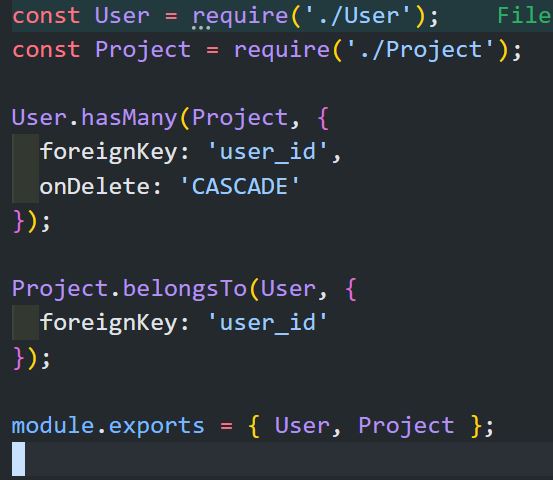 const User = require('./User'); File
const Project = require('./Project');
User.hasMany(Project, {
foreignKey: 'user_id',
onDelete: 'CASCADE'
});
Project.belongsTo(User, {
foreignKey: 'user_id'
});
module.exports = { User, Project };